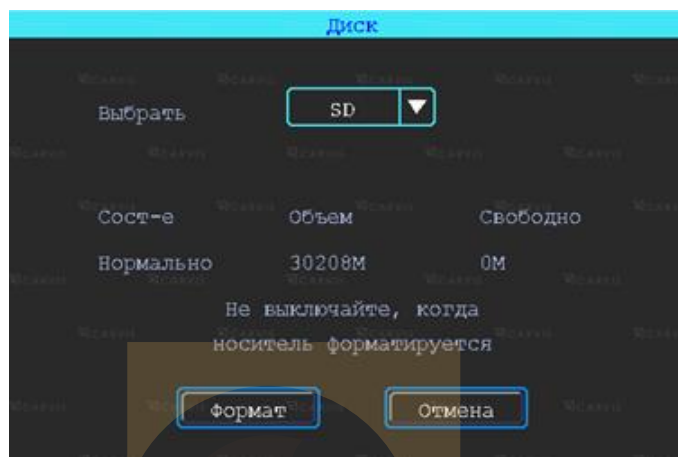 Диск
Выбрать SD
Сост-е Объем Свободно
Нормально 30208M 0M
Не выключайте, когда
носитель форматируется
Формат Отмена